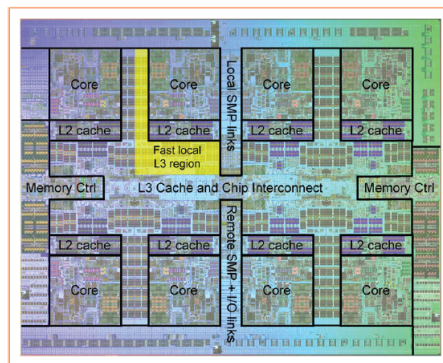 Core
Core
Local SMP links
Core
Core
L2 cache
L2 cache
L2 cache
L2 cache
Fast local
L3 region
Memory Ctrl
L3 Cache and Chip Interconnect
Memory Ctrl
L2 cache
L2 cache
Remote SMP + I/O links
L2 cache
L2 cache
Core
Core
Core
Core